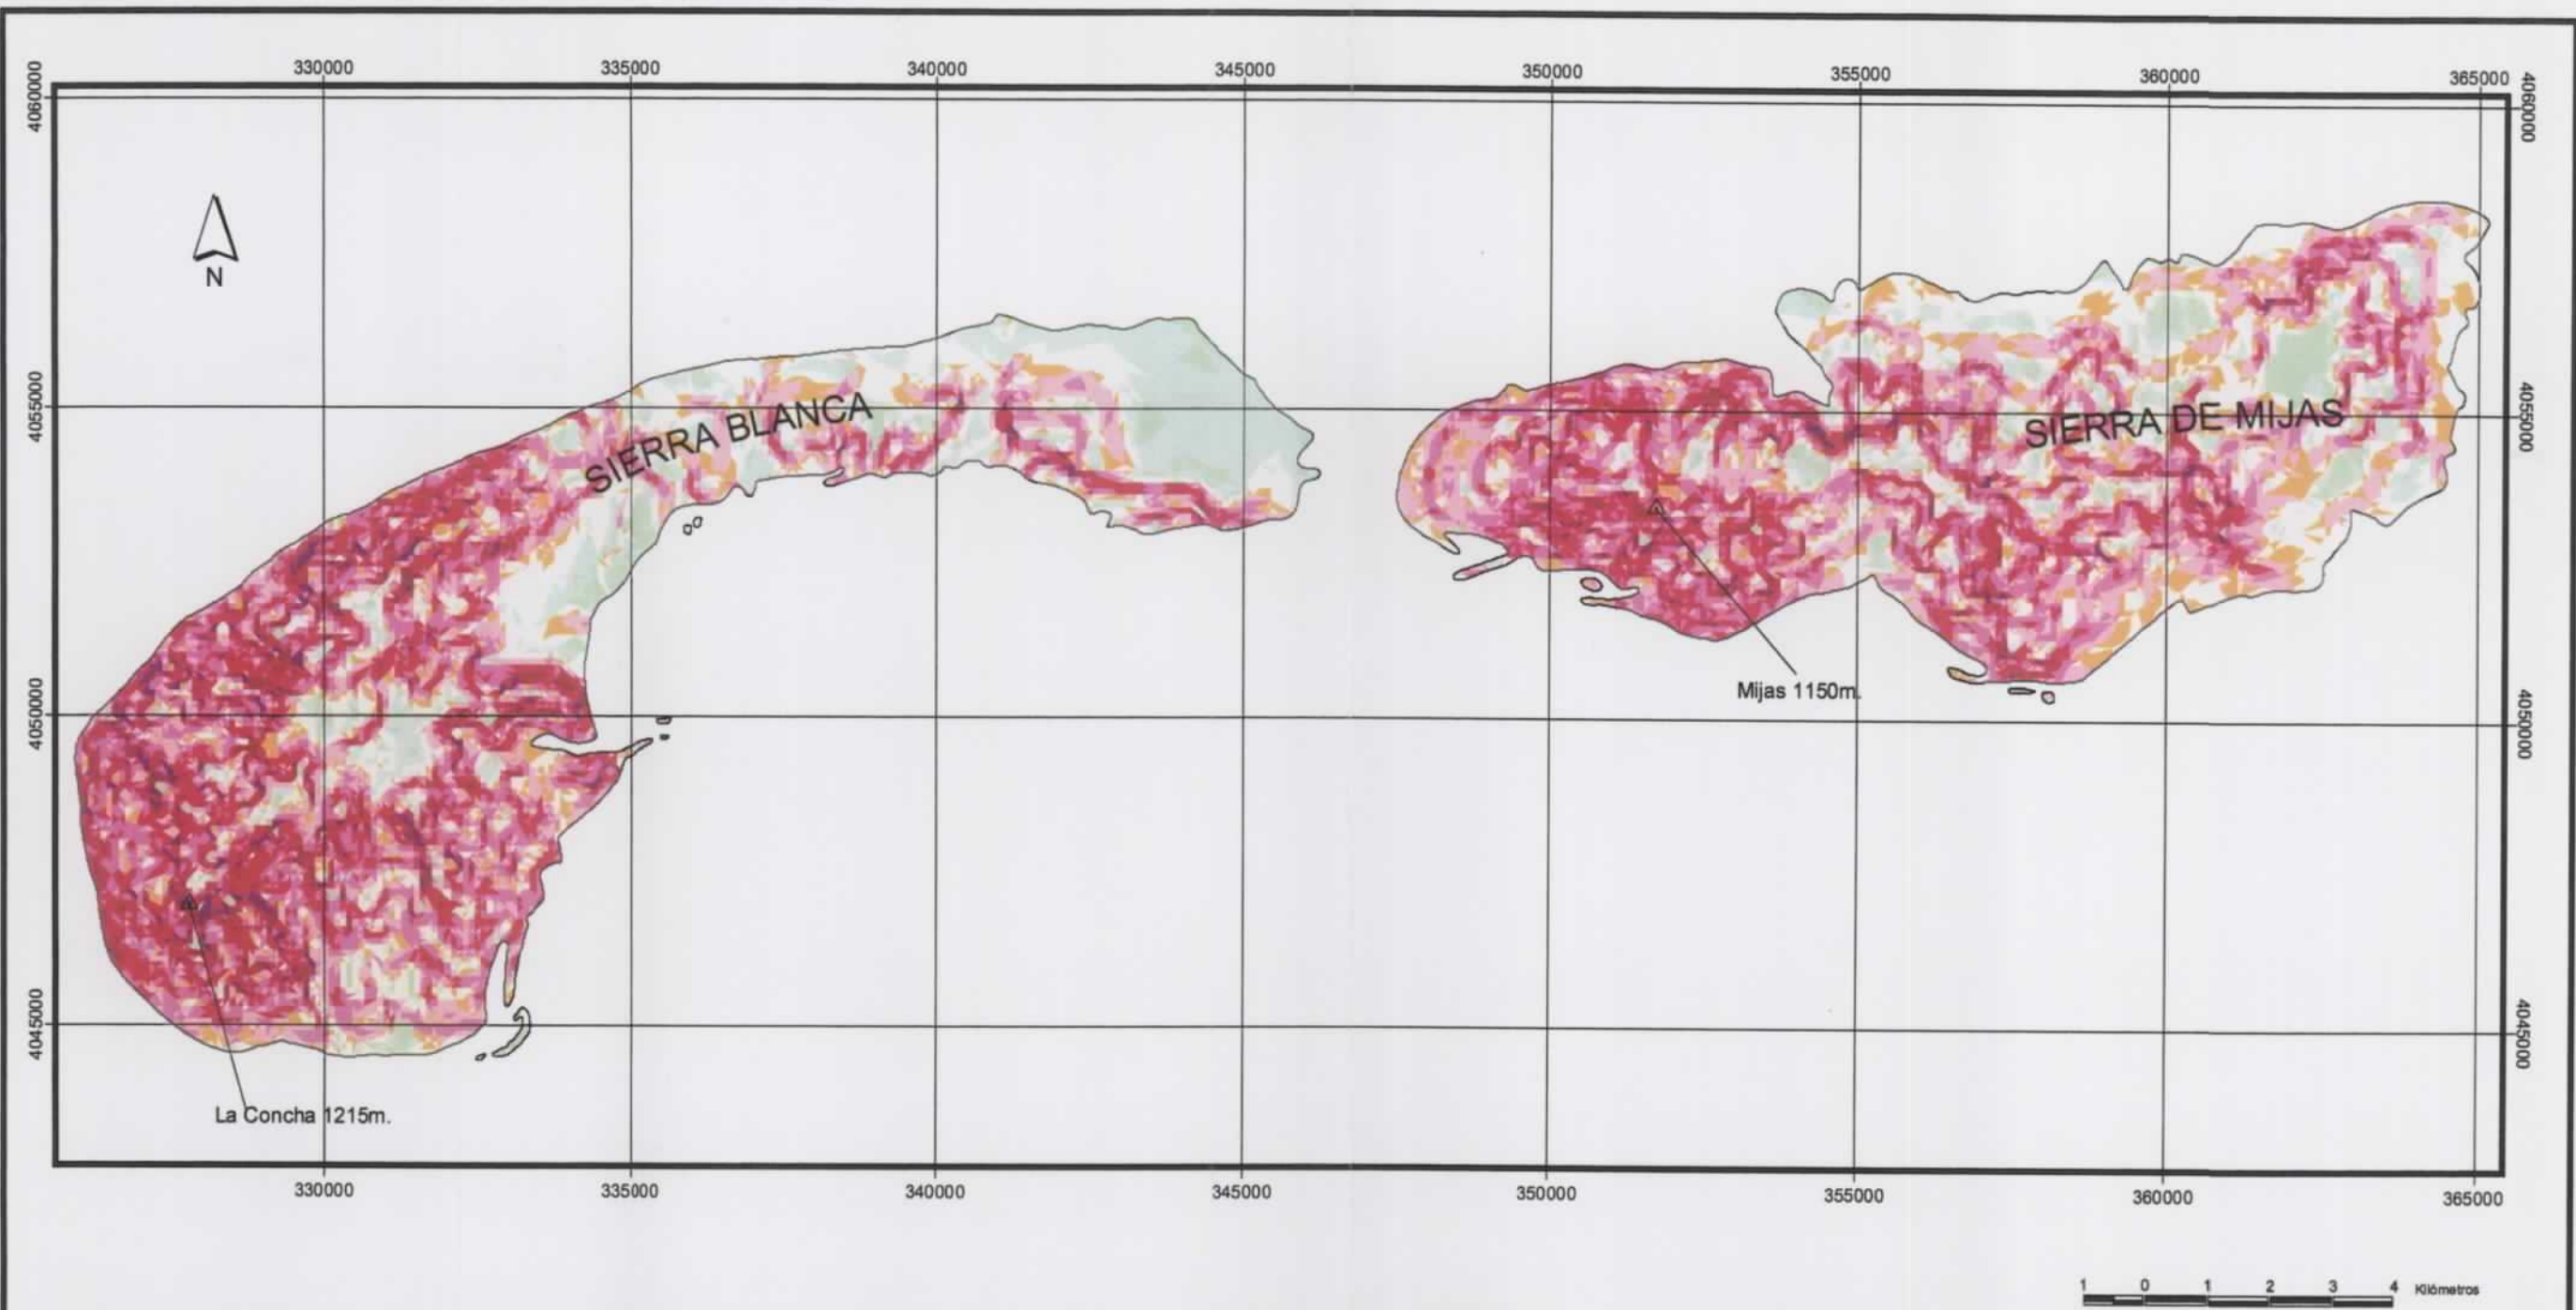 330000 335000 340000 345000 350000 355000 360000 365000
4060000 4060000
N
4055000 SIERRA BLANCA SIERRA DE MIJAS 4055000
Mijas 1150m.
4050000 4050000
4045000 4045000
La Concha 1215m.
330000 335000 340000 345000 350000 355000 360000 365000
1 0 1 2 3 4 Kilómetros